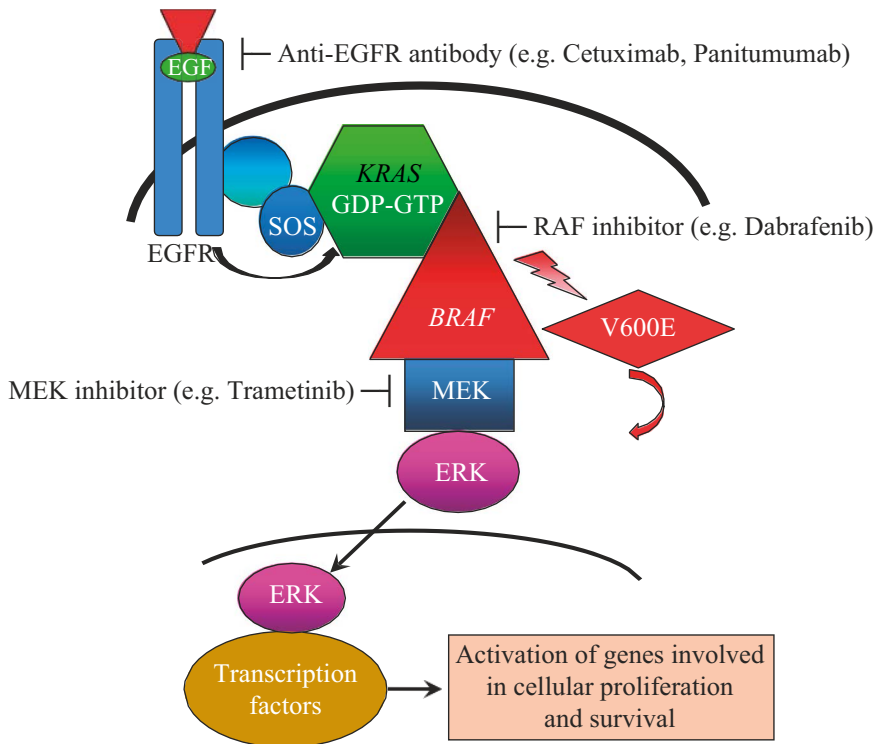 Anti-EGFR antibody (e.g. Cetuximab, Panitumumab)
EGF
KRAS
GDP-GTP
SOS
EGFR
RAF inhibitor (e.g. Dabrafenib)
BRAF
V600E
MEK inhibitor (e.g. Trametinib)
MEK
ERK
ERK
Transcription
factors
Activation of genes involved
in cellular proliferation
and survival